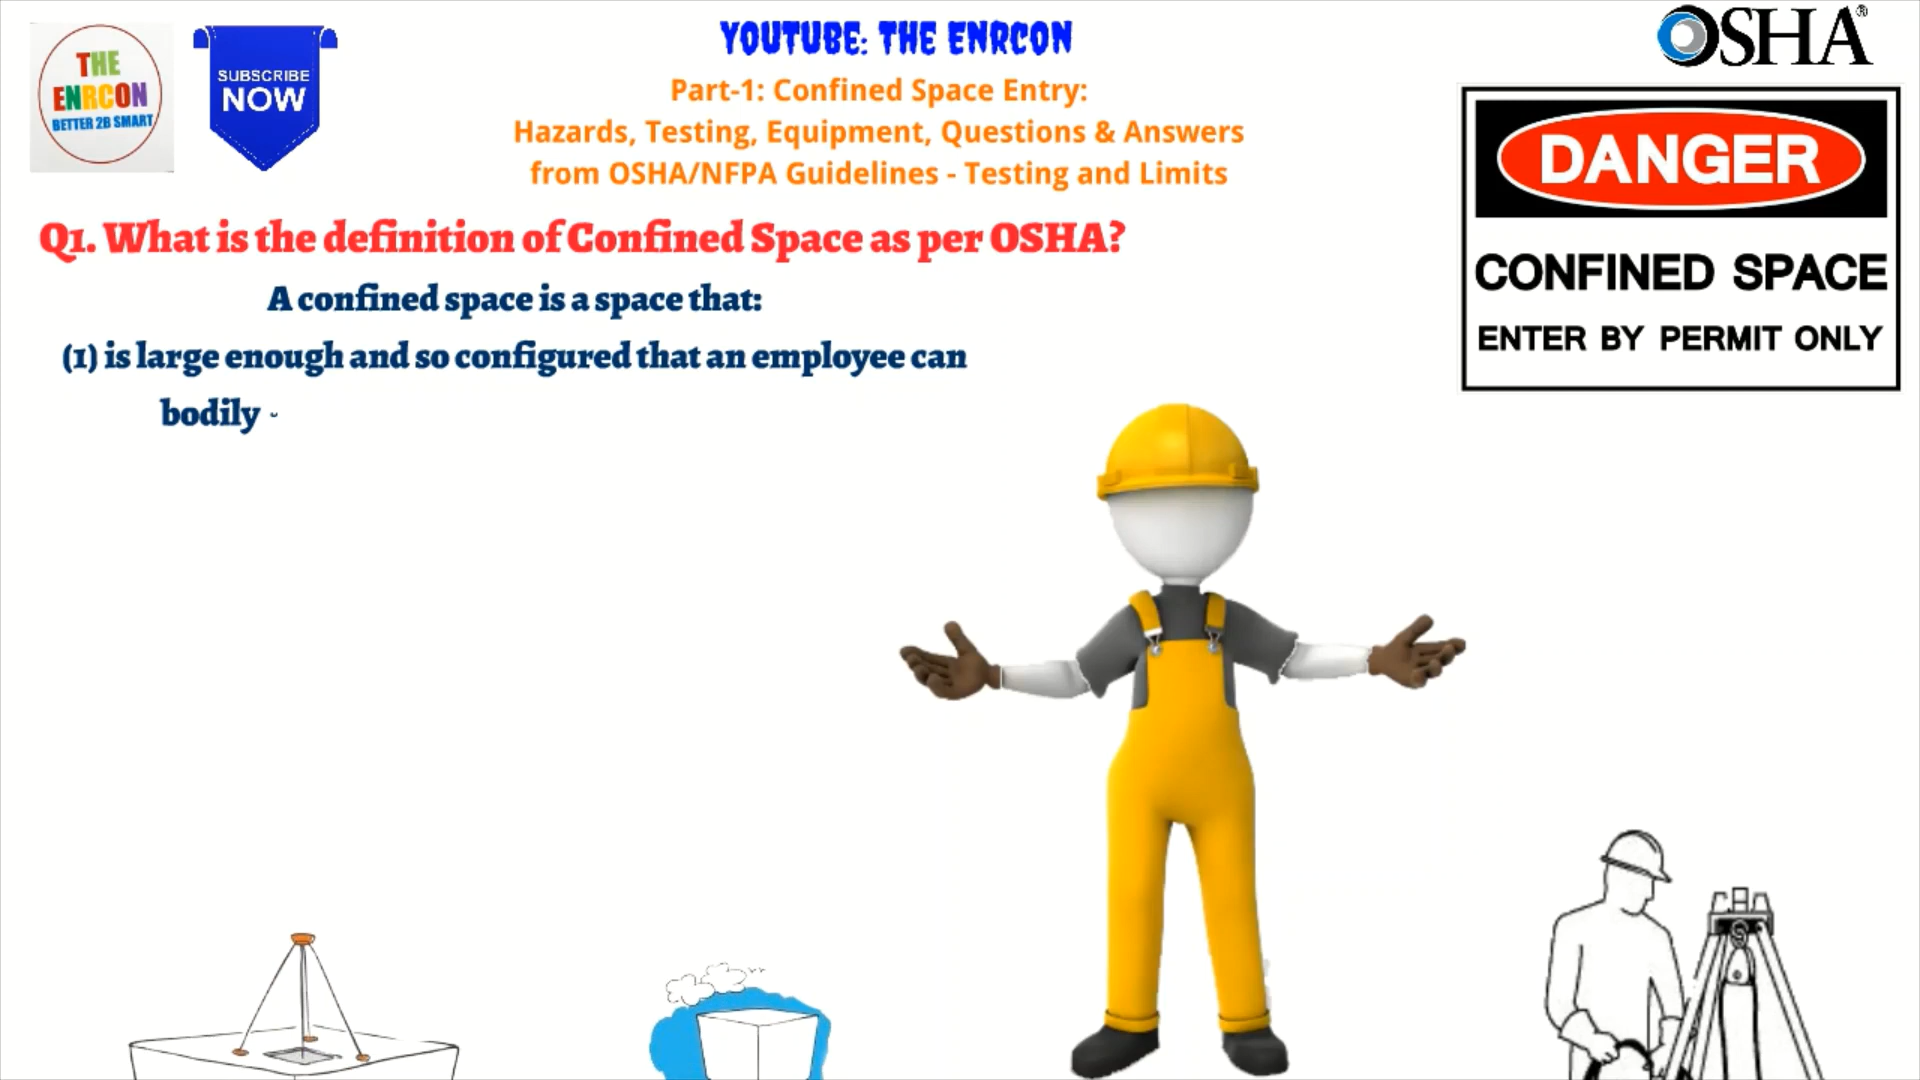 THE
ENRCON
BETTER 2B SMART
SUBSCRIBE
NOW
YOUTUBE: THE ENRCON
Part-1: Confined Space Entry:
Hazards, Testing, Equipment, Questions & Answers
from OSHA/NFPA Guidelines - Testing and Limits
OSHA®
DANGER
CONFINED SPACE
ENTER BY PERMIT ONLY
Q1. What is the definition of Confined Space as per OSHA?
A confined space is a space that:
(1) is large enough and so configured that an employee can
bodily